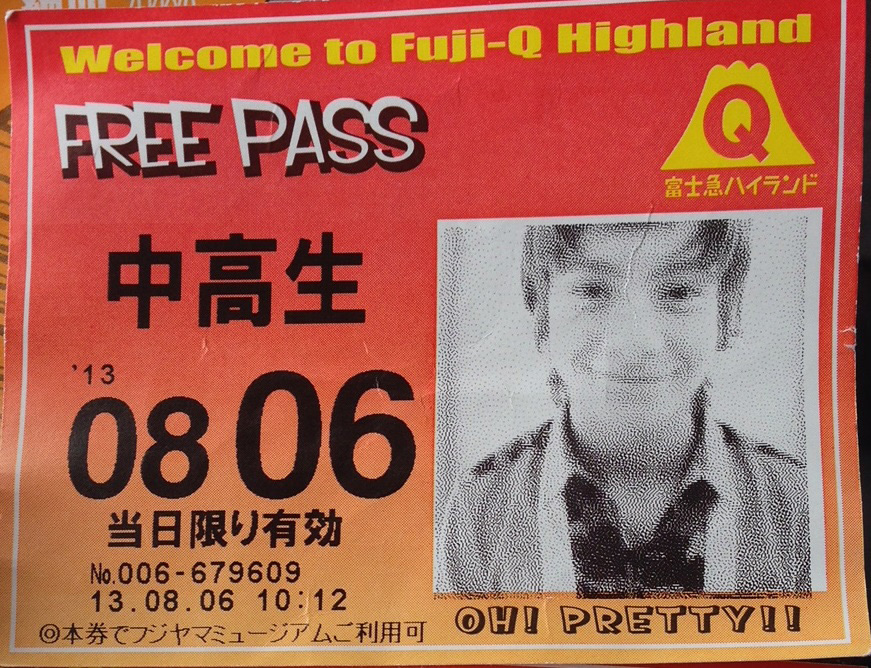 Welcome to Fuji-Q Highland
FREE PASS
Q
富士急ハイランド
中高生
'13
08 06
当日限り有効
No.006-679609
13.08.06 10:12
◎本券でフジヤマミュージアムご利用可
OH! PRETTY!!